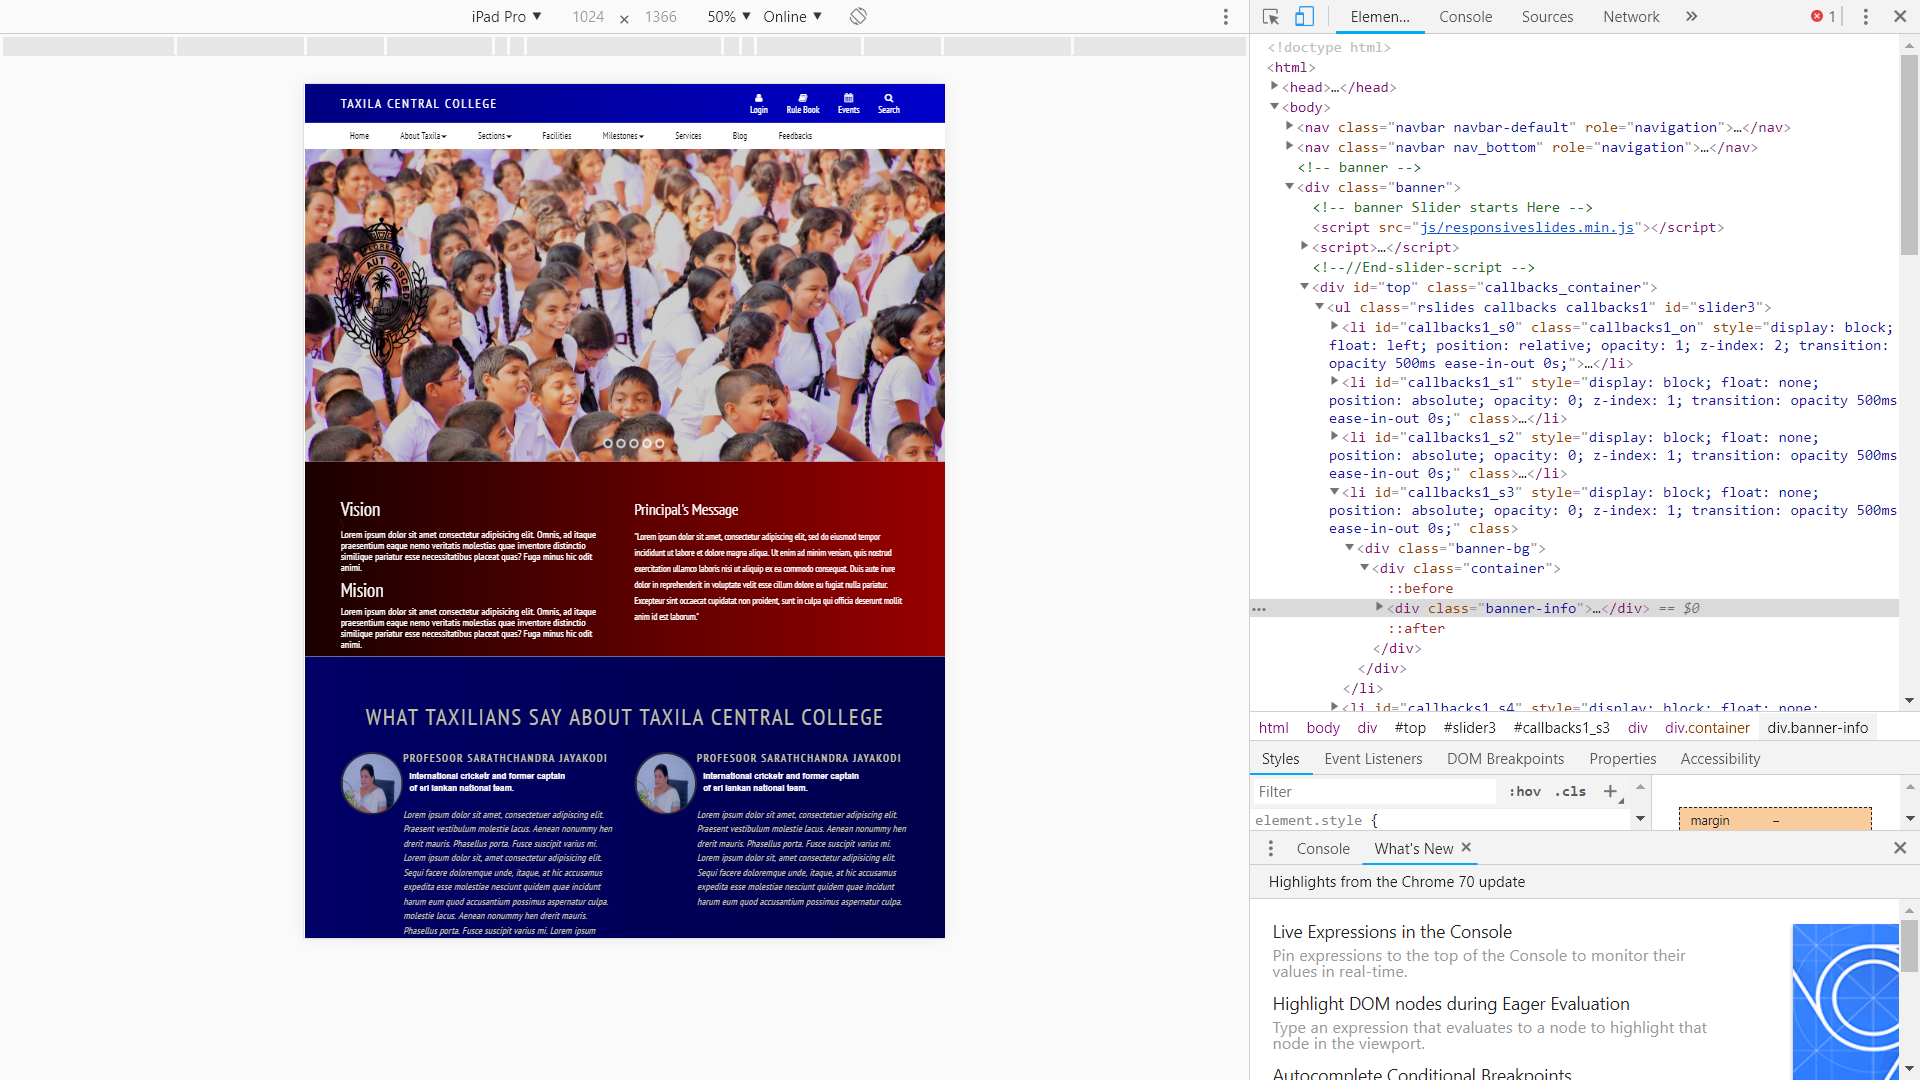 iPad Pro ▼ 1024 × 1366 50% ▼ Online ▼
TAXILA CENTRAL COLLEGE
Login Rule Book Events Search
Home About Taxila Sections Facilities Milestones Services Blog Feedbacks
AUT DISCEDE
Vision
Lorem ipsum dolor sit amet consectetur adipisicing elit. Omnis, ad itaque
praesentium eaque nemo veritatis molestias quae inventore distinctio
similique pariatur esse necessitatibus placeat quas? Fuga minus hic odit
animi.
Mision
Lorem ipsum dolor sit amet consectetur adipisicing elit. Omnis, ad itaque
praesentium eaque nemo veritatis molestias quae inventore distinctio
similique pariatur esse necessitatibus placeat quas? Fuga minus hic odit
animi.
Principal's Message
"Lorem ipsum dolor sit amet, consectetur adipiscing elit, sed do eiusmod tempor
incididunt ut labore et dolore magna aliqua. Ut enim ad minim veniam, quis nostrud
exercitation ullamco laboris nisi ut aliquip ex ea commodo consequat. Duis aute irure
dolor in reprehenderit in voluptate velit esse cillum dolore eu fugiat nulla pariatur.
Excepteur sint occaecat cupidatat non proident, sunt in culpa qui officia deserunt mollit
anim id est laborum."
WHAT TAXILIANS SAY ABOUT TAXILA CENTRAL COLLEGE
PROFESOOR SARATHCHANDRA JAYAKODI
International cricketr and former captain
of sri lankan national team.
Lorem ipsum dolor sit amet, consectetuer adipiscing elit.
Praesent vestibulum molestie lacus. Aenean nonummy hen
drerit mauris. Phasellus porta. Fusce suscipit varius mi.
Lorem ipsum dolor sit, amet consectetur adipisicing elit.
Sequi facere doloremque unde, itaque, at hic accusamus
expedita esse molestiae nesciunt quidem quae incidunt
harum eum quod accusantium possimus aspernatur culpa.
molestie lacus. Aenean nonummy hen drerit mauris.
Phasellus porta. Fusce suscipit varius mi. Lorem ipsum
PROFESOOR SARATHCHANDRA JAYAKODI
International cricketr and former captain
of sri lankan national team.
Lorem ipsum dolor sit amet, consectetuer adipiscing elit.
Praesent vestibulum molestie lacus. Aenean nonummy hen
drerit mauris. Phasellus porta. Fusce suscipit varius mi.
Lorem ipsum dolor sit, amet consectetur adipisicing elit.
Sequi facere doloremque unde, itaque, at hic accusamus
expedita esse molestiae nesciunt quidem quae incidunt
harum eum quod accusantium possimus aspernatur culpa.
Elemen... Console Sources Network » 1
<!doctype html>
<html>
<head>…</head>
<body>
<nav class="navbar navbar-default" role="navigation">…</nav>
<nav class="navbar nav_bottom" role="navigation">…</nav>
<!-- banner -->
<div class="banner">
<!-- banner Slider starts Here -->
<script src="js/responsiveslides.min.js"></script>
<script>…</script>
<!--//End-slider-script -->
<div id="top" class="callbacks_container">
<ul class="rslides callbacks callbacks1" id="slider3">
<li id="callbacks1_s0" class="callbacks1_on" style="display: block;
float: left; position: relative; opacity: 1; z-index: 2; transition:
opacity 500ms ease-in-out 0s;">…</li>
<li id="callbacks1_s1" style="display: block; float: none;
position: absolute; opacity: 0; z-index: 1; transition: opacity 500ms
ease-in-out 0s;" class>…</li>
<li id="callbacks1_s2" style="display: block; float: none;
position: absolute; opacity: 0; z-index: 1; transition: opacity 500ms
ease-in-out 0s;" class>…</li>
<li id="callbacks1_s3" style="display: block; float: none;
position: absolute; opacity: 0; z-index: 1; transition: opacity 500ms
ease-in-out 0s;" class>
<div class="banner-bg">
<div class="container">
::before
<div class="banner-info">…</div> == $0
::after
</div>
</div>
</li>
<li id="callbacks1_s4" style="display: block; float: none;
html body div #top #slider3 #callbacks1_s3 div div.container div.banner-info
Styles Event Listeners DOM Breakpoints Properties Accessibility
Filter :hov .cls +
element.style {
margin –
Console What's New ×
Highlights from the Chrome 70 update
Live Expressions in the Console
Pin expressions to the top of the Console to monitor their
values in real-time.
Highlight DOM nodes during Eager Evaluation
Type an expression that evaluates to a node to highlight that
node in the viewport.
Autocomplete Conditional Breakpoints